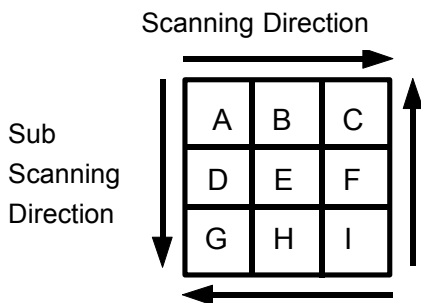 Scanning Direction
Sub
Scanning
Direction
A B C
D E F
G H I